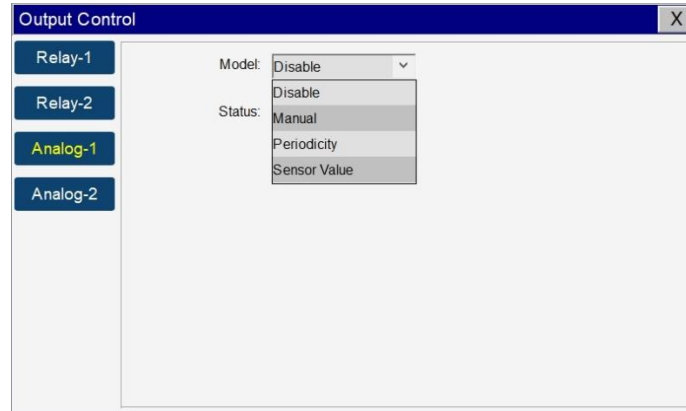 Output Control X
Relay-1
Relay-2
Analog-1
Analog-2
Model: Disable
Status:
Disable
Manual
Periodicity
Sensor Value